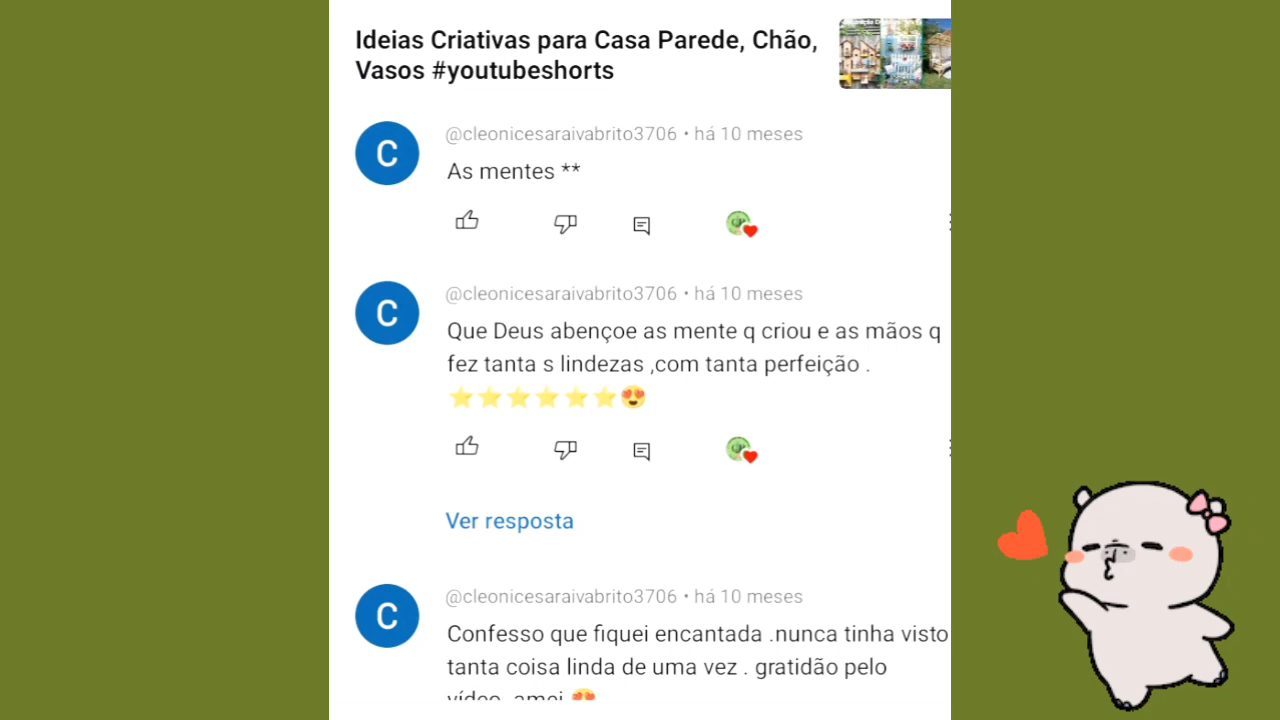 Ideias Criativas para Casa Parede, Chão,
Vasos #youtubeshorts
C
@cleonicesaraivabrito3706 • há 10 meses
As mentes **
C
@cleonicesaraivabrito3706 • há 10 meses
Que Deus abençoe as mente q criou e as mãos q
fez tanta s lindezas ,com tanta perfeição .
⭐⭐⭐⭐⭐⭐😍
Ver resposta
C
@cleonicesaraivabrito3706 • há 10 meses
Confesso que fiquei encantada .nunca tinha visto
tanta coisa linda de uma vez . gratidão pelo
vídeo amei 😍